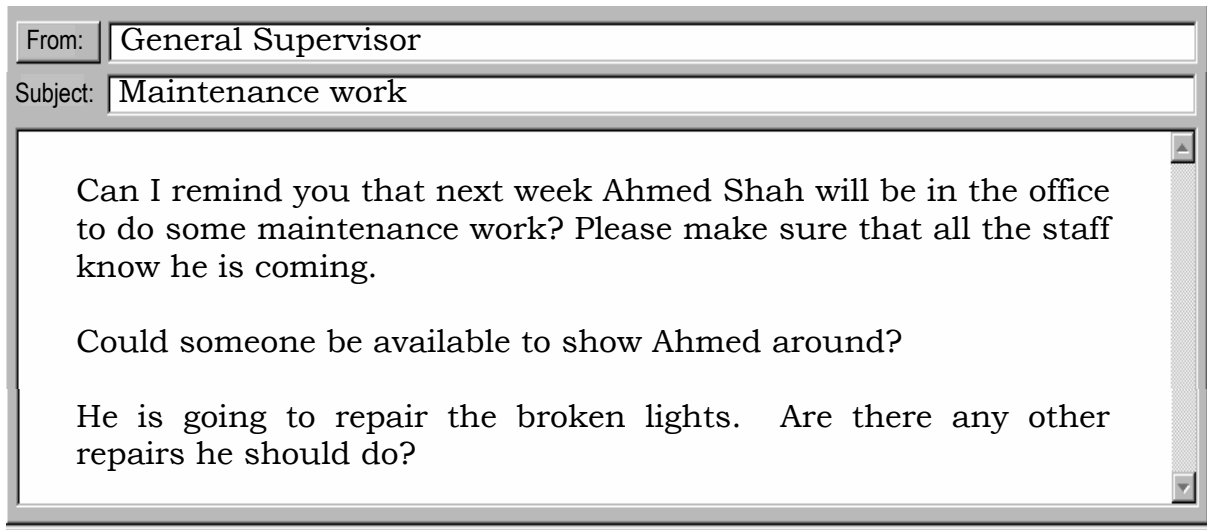 From: General Supervisor
Subject: Maintenance work
Can I remind you that next week Ahmed Shah will be in the office
to do some maintenance work? Please make sure that all the staff
know he is coming.
Could someone be available to show Ahmed around?
He is going to repair the broken lights. Are there any other
repairs he should do?